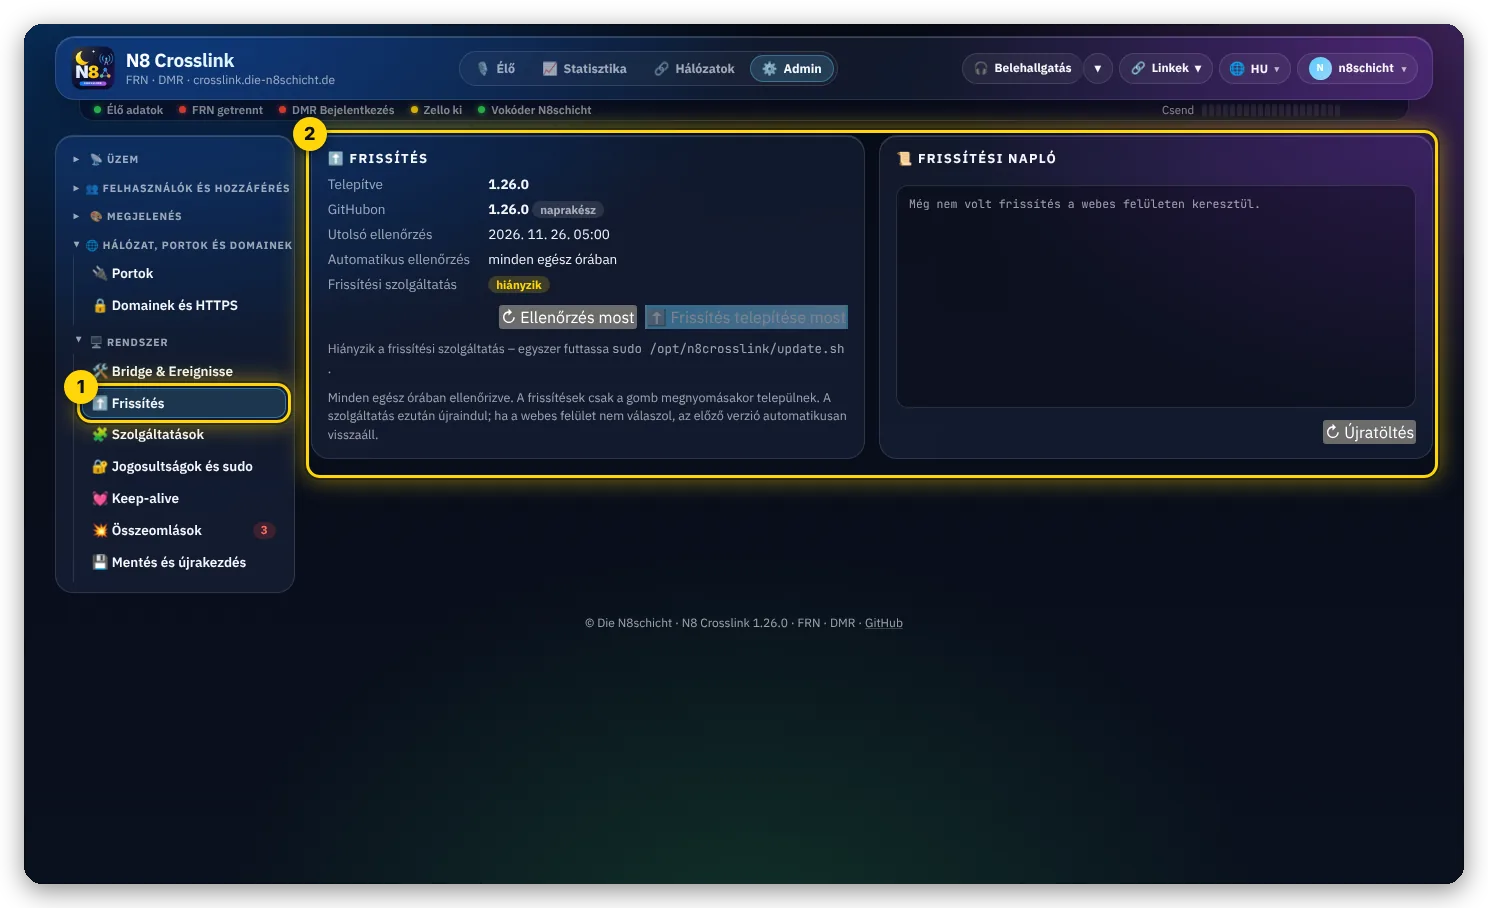 N8 Crosslink
FRN · DMR · crosslink.die-n8schicht.de
Élő
Statisztika
Hálózatok
Admin
Belehallgatás ▾
Linkek ▾
HU ▾
N n8schicht ▾
Élő adatok
FRN getrennt
DMR Bejelentkezés
Zello ki
Vokóder N8schicht
Csend
ÜZEM
FELHASZNÁLÓK ÉS HOZZÁFÉRÉS
MEGJELENÉS
HÁLÓZAT, PORTOK ÉS DOMAINEK
Portok
Domainek és HTTPS
RENDSZER
Bridge & Ereignisse
1
Frissítés
Szolgáltatások
Jogosultságok és sudo
Keep-alive
Összeomlások 3
Mentés és újrakezdés
2
FRISSÍTÉS
Telepítve 1.26.0
GitHubon 1.26.0 naprakész
Utolsó ellenőrzés 2026. 11. 26. 05:00
Automatikus ellenőrzés minden egész órában
Frissítési szolgáltatás hiányzik
↻ Ellenőrzés most
↑ Frissítés telepítése most
Hiányzik a frissítési szolgáltatás – egyszer futtassa sudo /opt/n8crosslink/update.sh
.
Minden egész órában ellenőrizve. A frissítések csak a gomb megnyomásakor települnek. A
szolgáltatás ezután újraindul; ha a webes felület nem válaszol, az előző verzió automatikusan
visszaáll.
FRISSÍTÉSI NAPLÓ
Még nem volt frissítés a webes felületen keresztül.
↻ Újratöltés
© Die N8schicht · N8 Crosslink 1.26.0 · FRN · DMR · GitHub